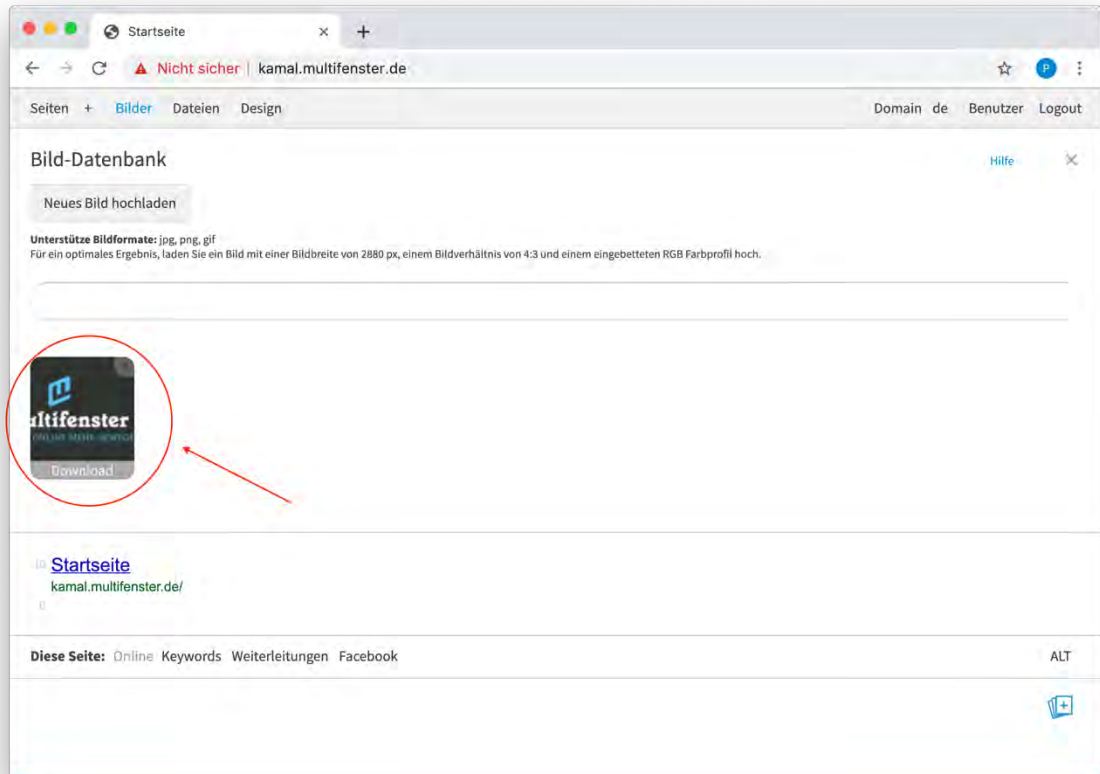 Startseite
Nicht sicher | kamal.multifenster.de
P
Seiten + Bilder Dateien Design Domain de Benutzer Logout
Bild-Datenbank
Hilfe
Neues Bild hochladen
Unterstütze Bildformate: jpg, png, gif
Für ein optimales Ergebnis, laden Sie ein Bild mit einer Bildbreite von 2880 px, einem Bildverhältnis von 4:3 und einem eingebetteten RGB Farbprofil hoch.
ultifenster
Download
10 Startseite
kamal.multifenster.de/
Diese Seite: Online Keywords Weiterleitungen Facebook ALT